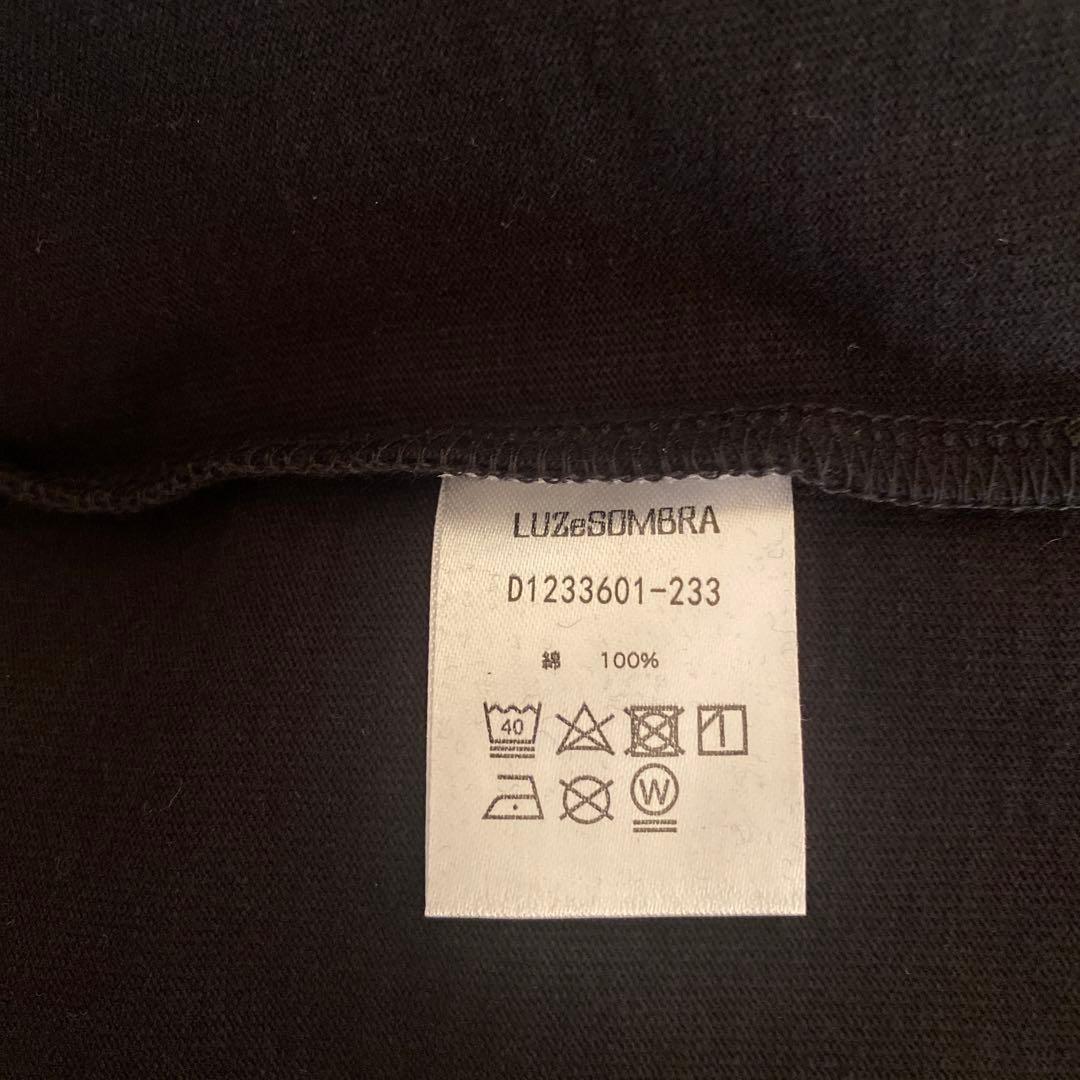 LUZeSOMBRA
D1233601-233
綿 100%
40
W